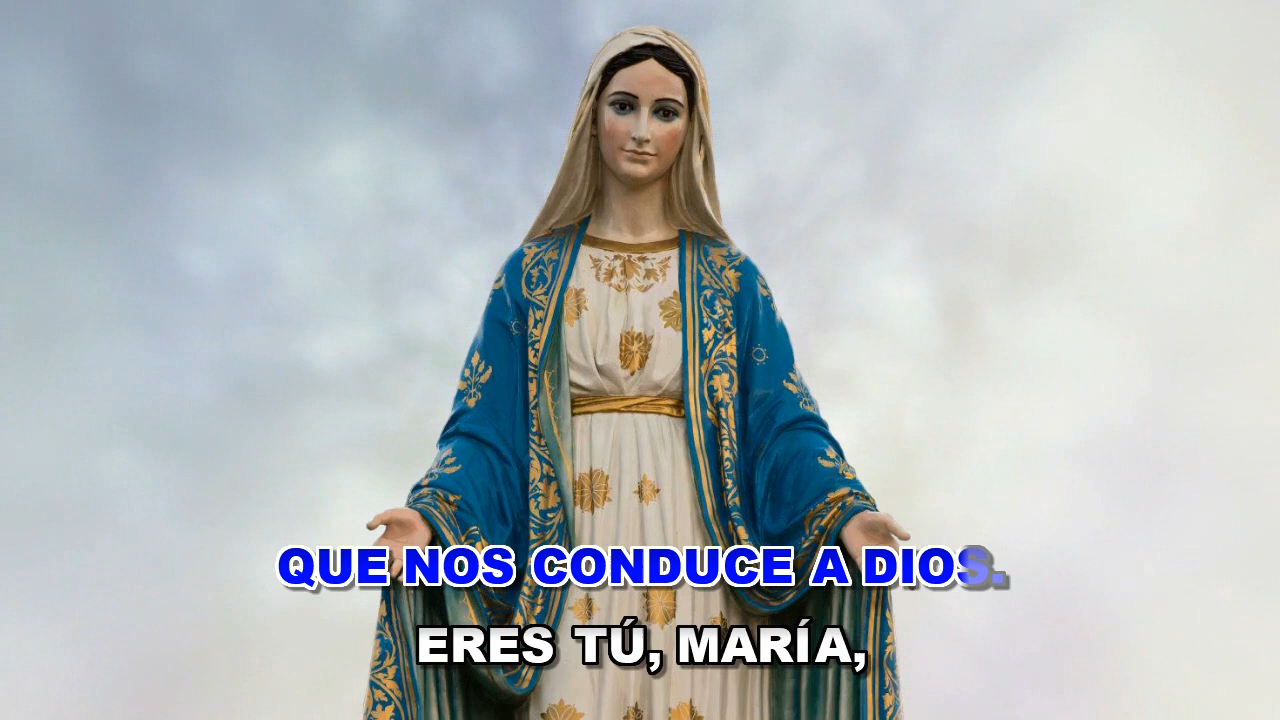 QUE NOS CONDUCE A DIOS.
ERES TÚ, MARÍA,